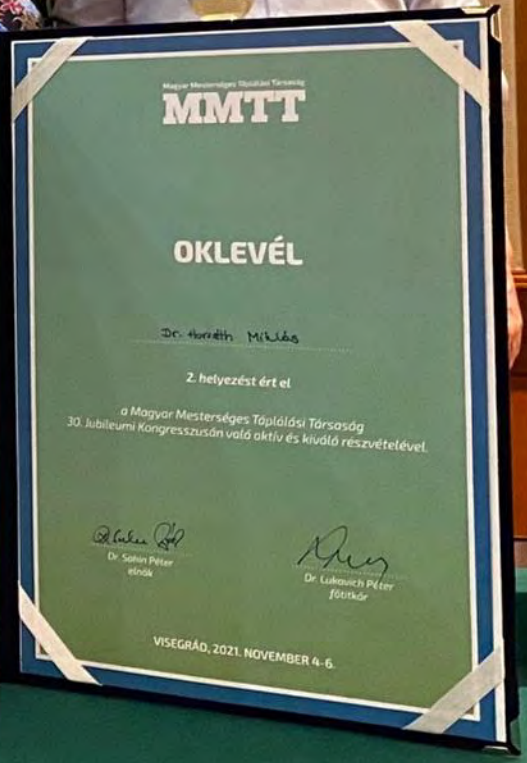 Magyar Mesterséges Táplálási Társaság
MMTT
OKLEVÉL
Dr. Horváth Miklós
2. helyezést ért el
a Magyar Mesterséges Táplálási Társaság
30. Jubileumi Kongresszusán való aktív és kiváló részvételével.
Dr. Sahin Péter
elnök
Dr. Lukovich Péter
főtitkár
VISEGRÁD, 2021. NOVEMBER 4-6.